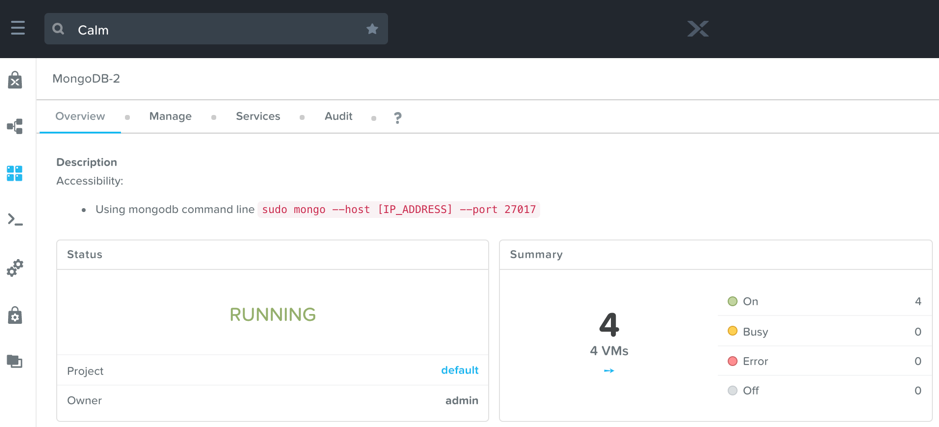 Calm
MongoDB-2
Overview Manage Services Audit ?
Description
Accessibility:
Using mongodb command line sudo mongo --host [IP_ADDRESS] --port 27017
Status
RUNNING
Project default
Owner admin
Summary
4
4 VMs
On 4
Busy 0
Error 0
Off 0